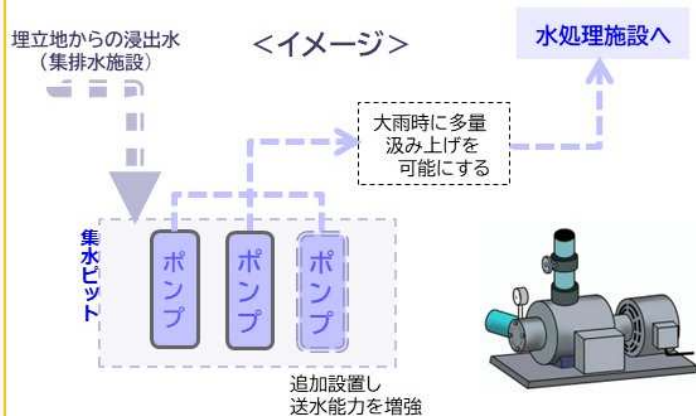 埋立地からの浸出水
（集排水施設）
＜イメージ＞
水処理施設へ
大雨時に多量
汲み上げを
可能にする
集水ピット
ポンプ
ポンプ
ポンプ
追加設置し
送水能力を増強